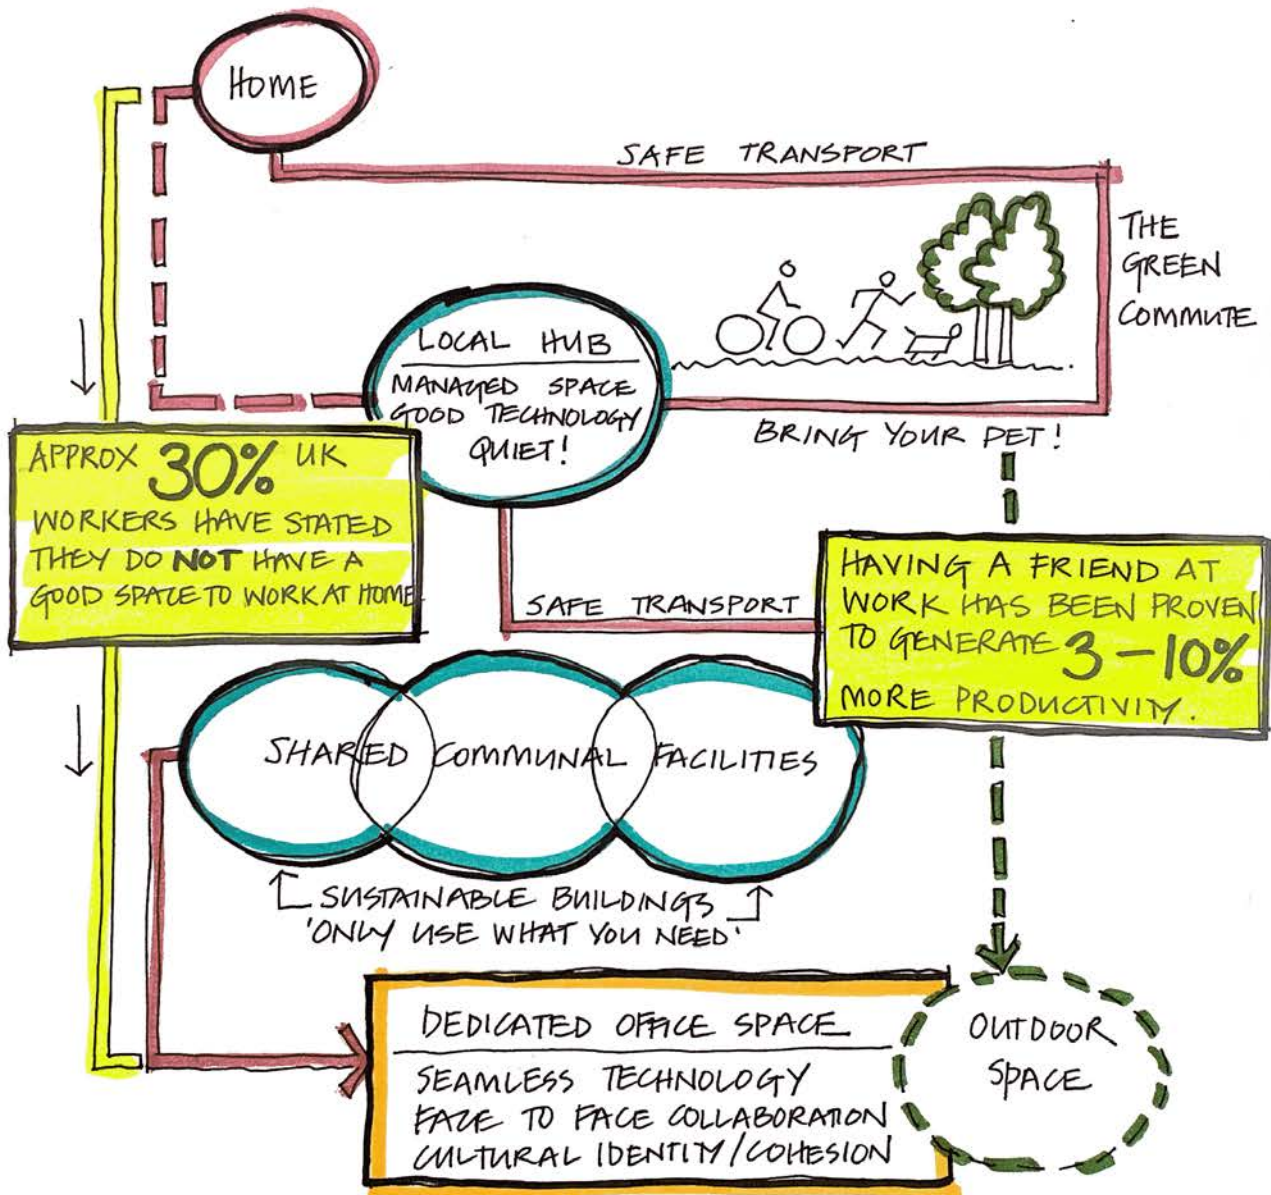 HOME
SAFE TRANSPORT
THE
GREEN
COMMUTE
LOCAL HUB
MANAGED SPACE
GOOD TECHNOLOGY
QUIET!
BRING YOUR PET!
APPROX 30% UK
WORKERS HAVE STATED
THEY DO NOT HAVE A
GOOD SPACE TO WORK AT HOME
HAVING A FRIEND AT
WORK HAS BEEN PROVEN
TO GENERATE 3-10%
MORE PRODUCTIVITY.
SAFE TRANSPORT
SHARED COMMUNAL FACILITIES
SUSTAINABLE BUILDINGS
'ONLY USE WHAT YOU NEED'
DEDICATED OFFICE SPACE
SEAMLESS TECHNOLOGY
FACE TO FACE COLLABORATION
CULTURAL IDENTITY/COHESION
OUTDOOR
SPACE